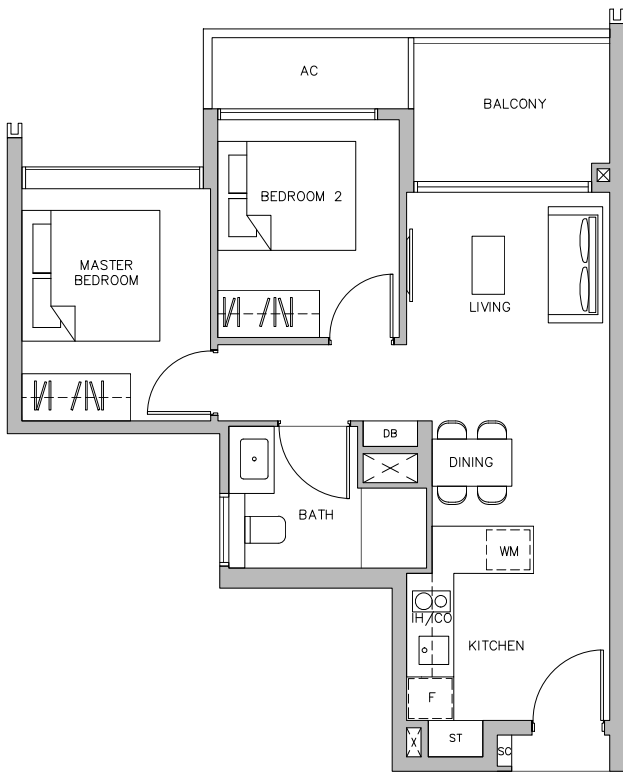 AC
BALCONY
BEDROOM 2
MASTER
BEDROOM
LIVING
DB
DINING
BATH
WM
IH/CO
KITCHEN
F
ST
SC